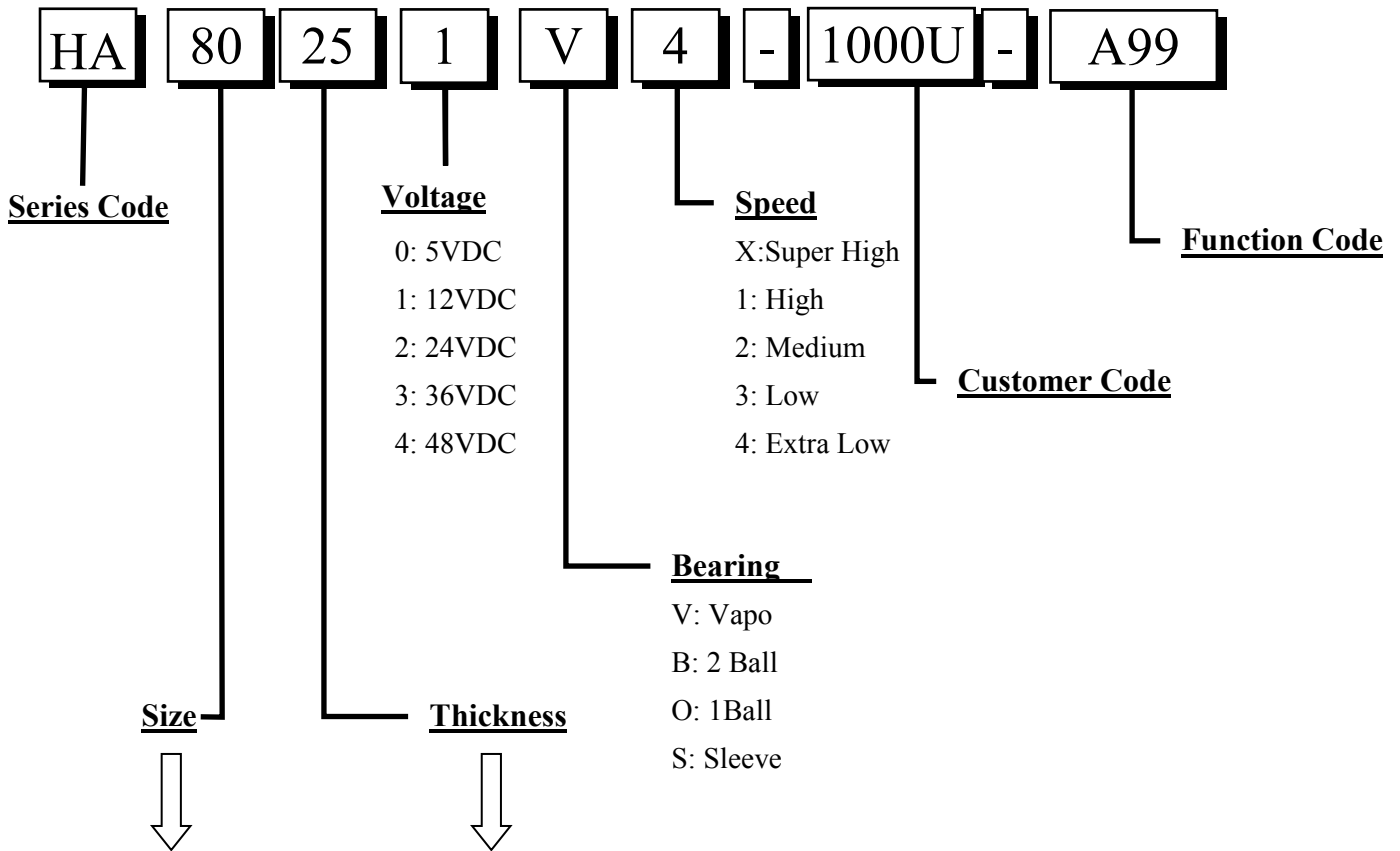 HA 80 25 1 V 4 - 1000U - A99
Series Code
Voltage
0: 5VDC
1: 12VDC
2: 24VDC
3: 36VDC
4: 48VDC
Speed
X:Super High
1: High
2: Medium
3: Low
4: Extra Low
Function Code
Customer Code
Bearing
V: Vapo
B: 2 Ball
O: 1Ball
S: Sleeve
Size
Thickness